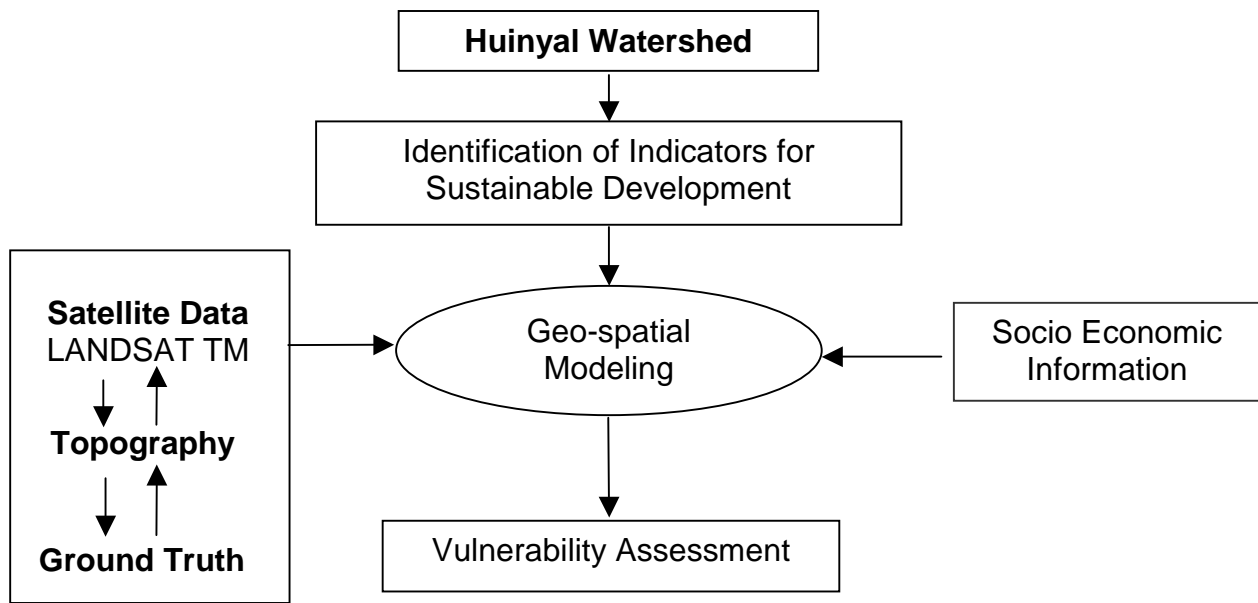 Huinyal Watershed
Identification of Indicators for
Sustainable Development
Satellite Data
LANDSAT TM
Topography
Ground Truth
Geo-spatial
Modeling
Socio Economic
Information
Vulnerability Assessment